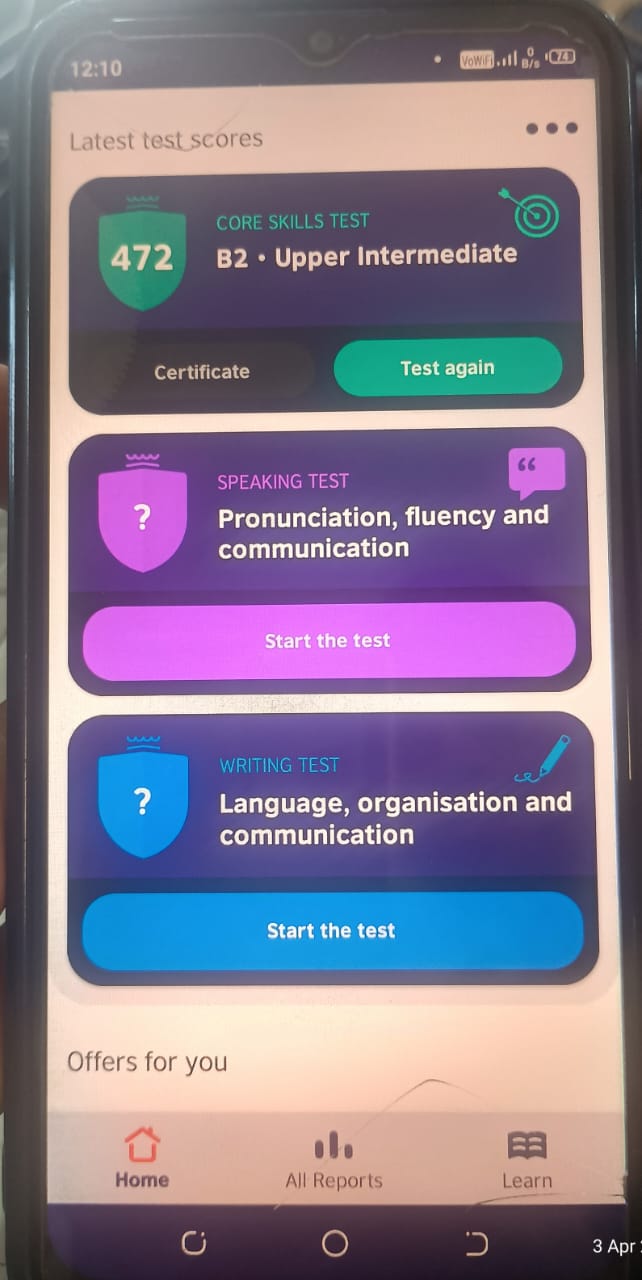 12:10
VoWiFi 0 B/s 74
Latest test scores
472
CORE SKILLS TEST
B2 • Upper Intermediate
Certificate
Test again
?
SPEAKING TEST
“
Pronunciation, fluency and
communication
Start the test
?
WRITING TEST
Language, organisation and
communication
Start the test
Offers for you
Home
All Reports
Learn
3 Apr